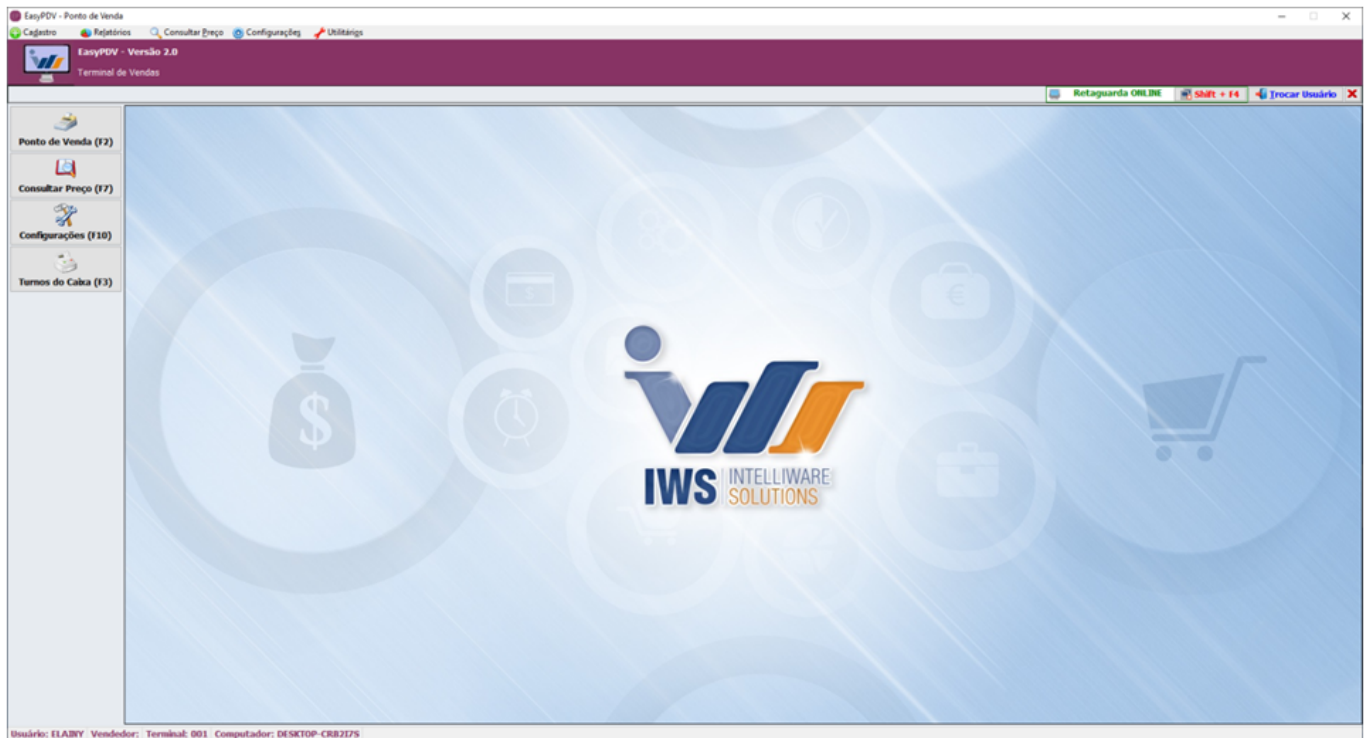 EasyPDV - Ponto de Venda
Cadastro Relatórios Consultar Preço Configurações Utilitários
EasyPDV - Versão 2.0
Terminal de Vendas
Retaguarda ONLINE Shift + F4 Trocar Usuário
Ponto de Venda (F2)
Consultar Preço (F7)
Configurações (F10)
Turnos do Caixa (F3)
$
$
€
IWS INTELLIWARE
SOLUTIONS
Usuário: ELAINY Vendedor: Terminal: 001 Computador: DESKTOP-CRB2I7S